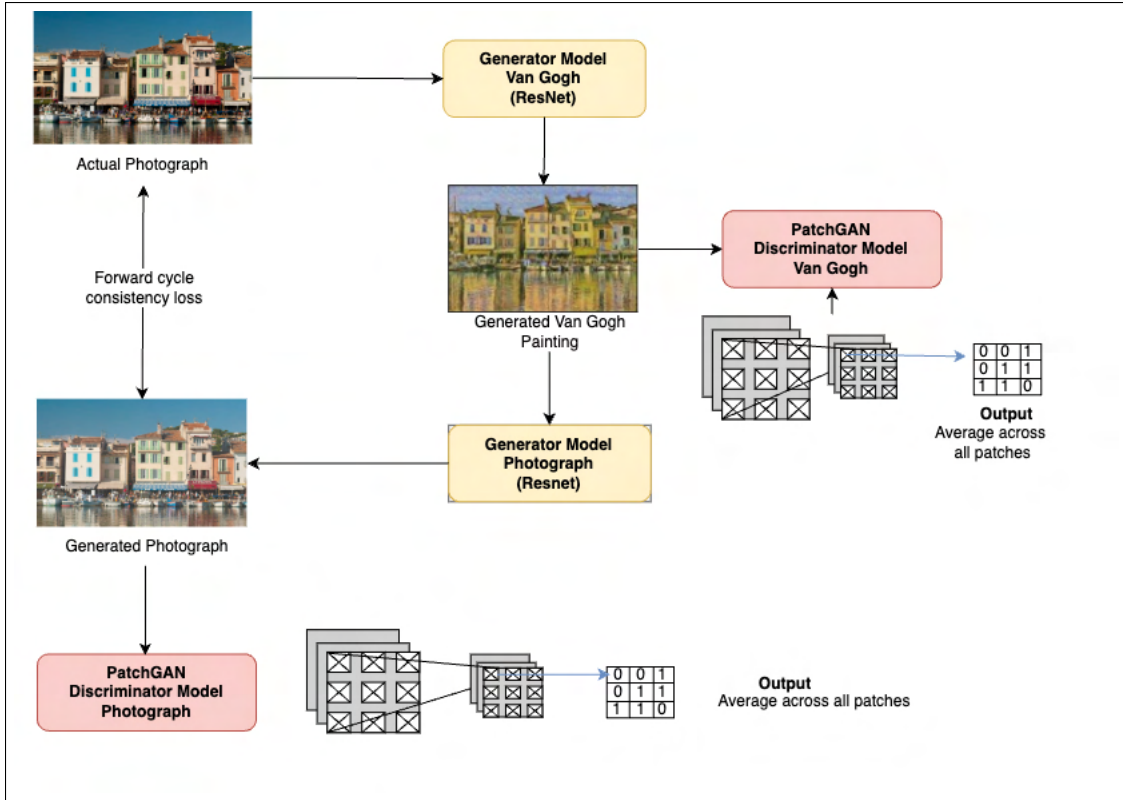 Generator Model
Van Gogh
(ResNet)
Actual Photograph
PatchGAN
Discriminator Model
Van Gogh
Generated Van Gogh
Painting
Forward cycle
consistency loss
0 0 1
0 1 1
1 1 0
Output
Average across
all patches
Generator Model
Photograph
(Resnet)
Generated Photograph
PatchGAN
Discriminator Model
Photograph
0 0 1
0 1 1
1 1 0
Output
Average across all patches